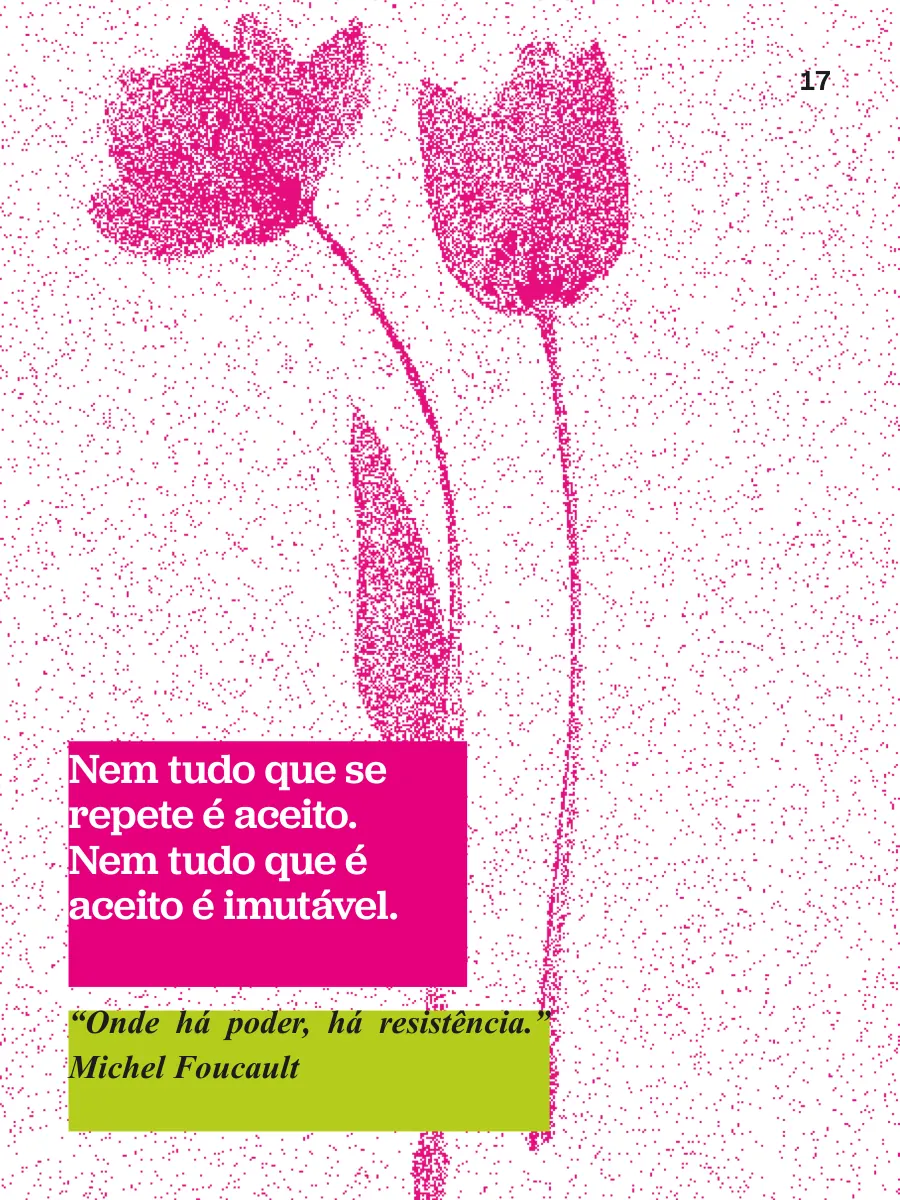 17
Nem tudo que se
repete é aceito.
Nem tudo que é
aceito é imutável.
“Onde há poder, há resistência.”
Michel Foucault